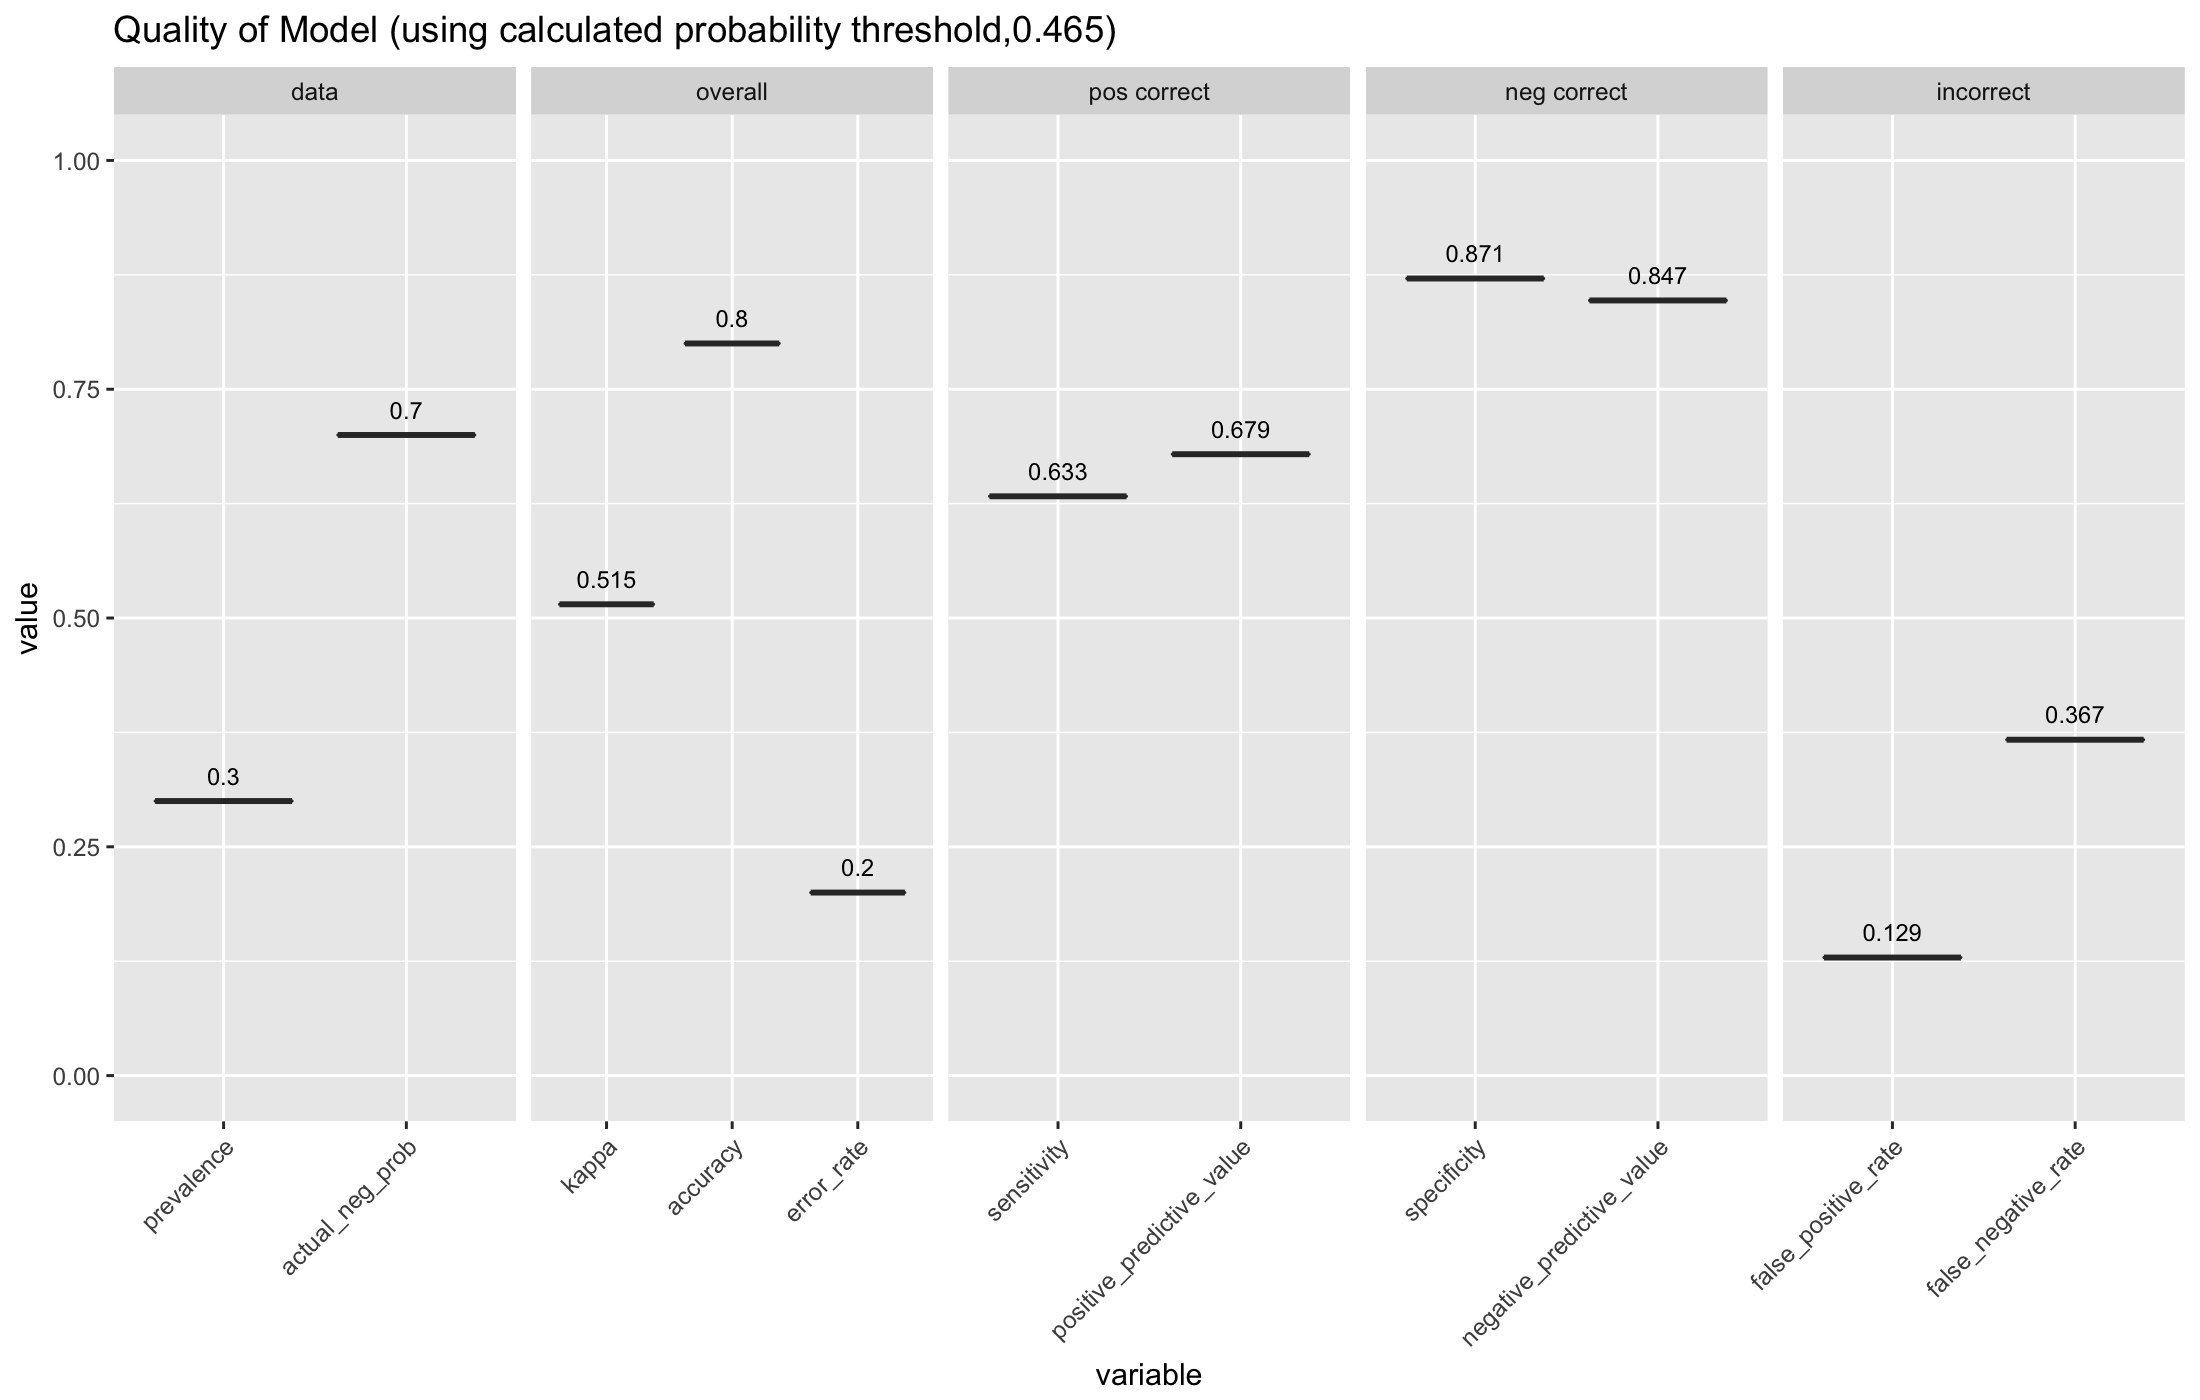 Quality of Model (using calculated probability threshold,0.465)
data
overall
pos correct
neg correct
incorrect
value
1.00
0.75
0.50
0.25
0.00
0.3
0.7
0.515
0.8
0.2
0.633
0.679
0.871
0.847
0.129
0.367
prevalence
actual_neg_prob
kappa
accuracy
error_rate
sensitivity
positive_predictive_value
specificity
negative_predictive_value
false_positive_rate
false_negative_rate
variable